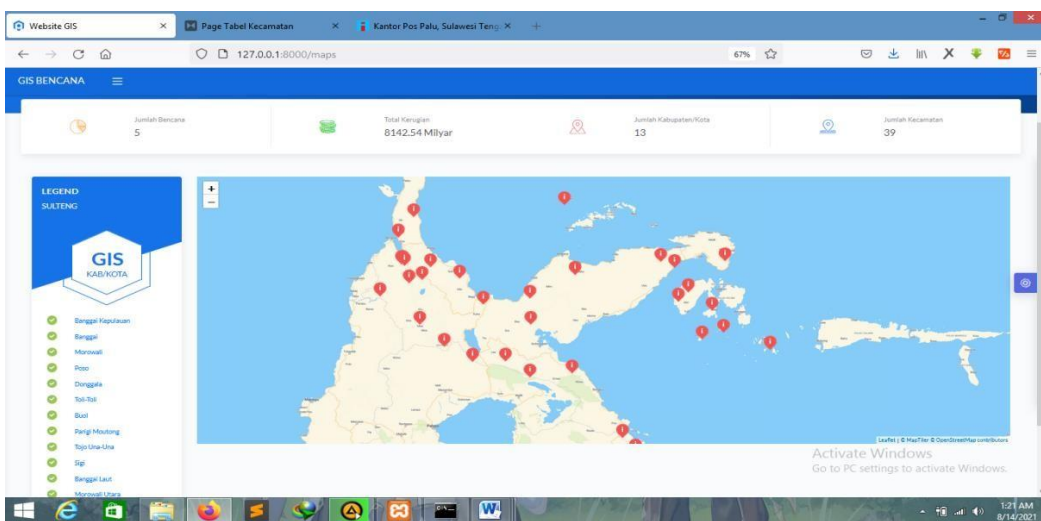 Website GIS
Page Tabel Kecamatan
Kantor Pos Palu, Sulawesi Teng
127.0.0.1:8000/maps
67%
GIS BENCANA
Jumlah Bencana
5
Total Kerugian
8142.54 Milyar
Jumlah Kabupaten/Kota
13
Jumlah Kecamatan
39
LEGEND
SULTENG
GIS
KAB/KOTA
Banggai Kepulauan
Banggai
Morowali
Poso
Donggala
Toli-Toli
Buol
Parigi Moutong
Tojo Una-Una
Sigi
Banggai Laut
Morowali Utara
+
−
Leaflet | © MapTiler © OpenStreetMap contributors
Activate Windows
Go to PC settings to activate Windows.
1:21 AM
8/14/2021